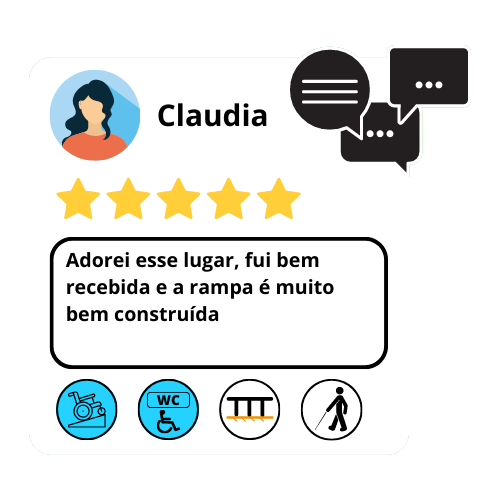 Claudia
Adorei esse lugar, fui bem
recebida e a rampa é muito
bem construída
WC